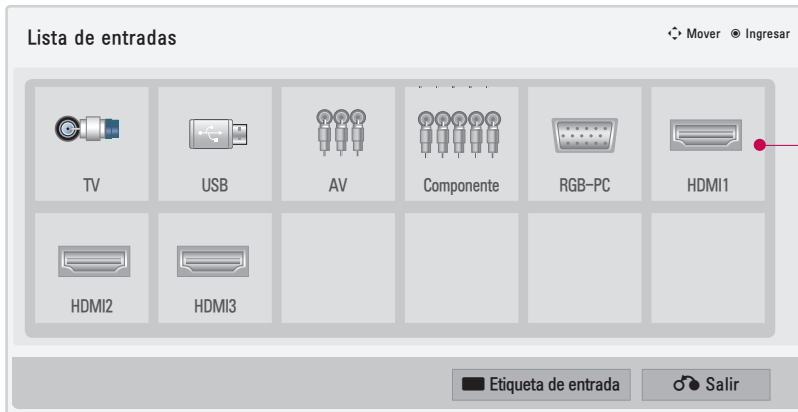 Lista de entradas
Mover Ingresar
TV USB AV Componente RGB-PC HDMI1
HDMI2 HDMI3
Etiqueta de entrada Salir